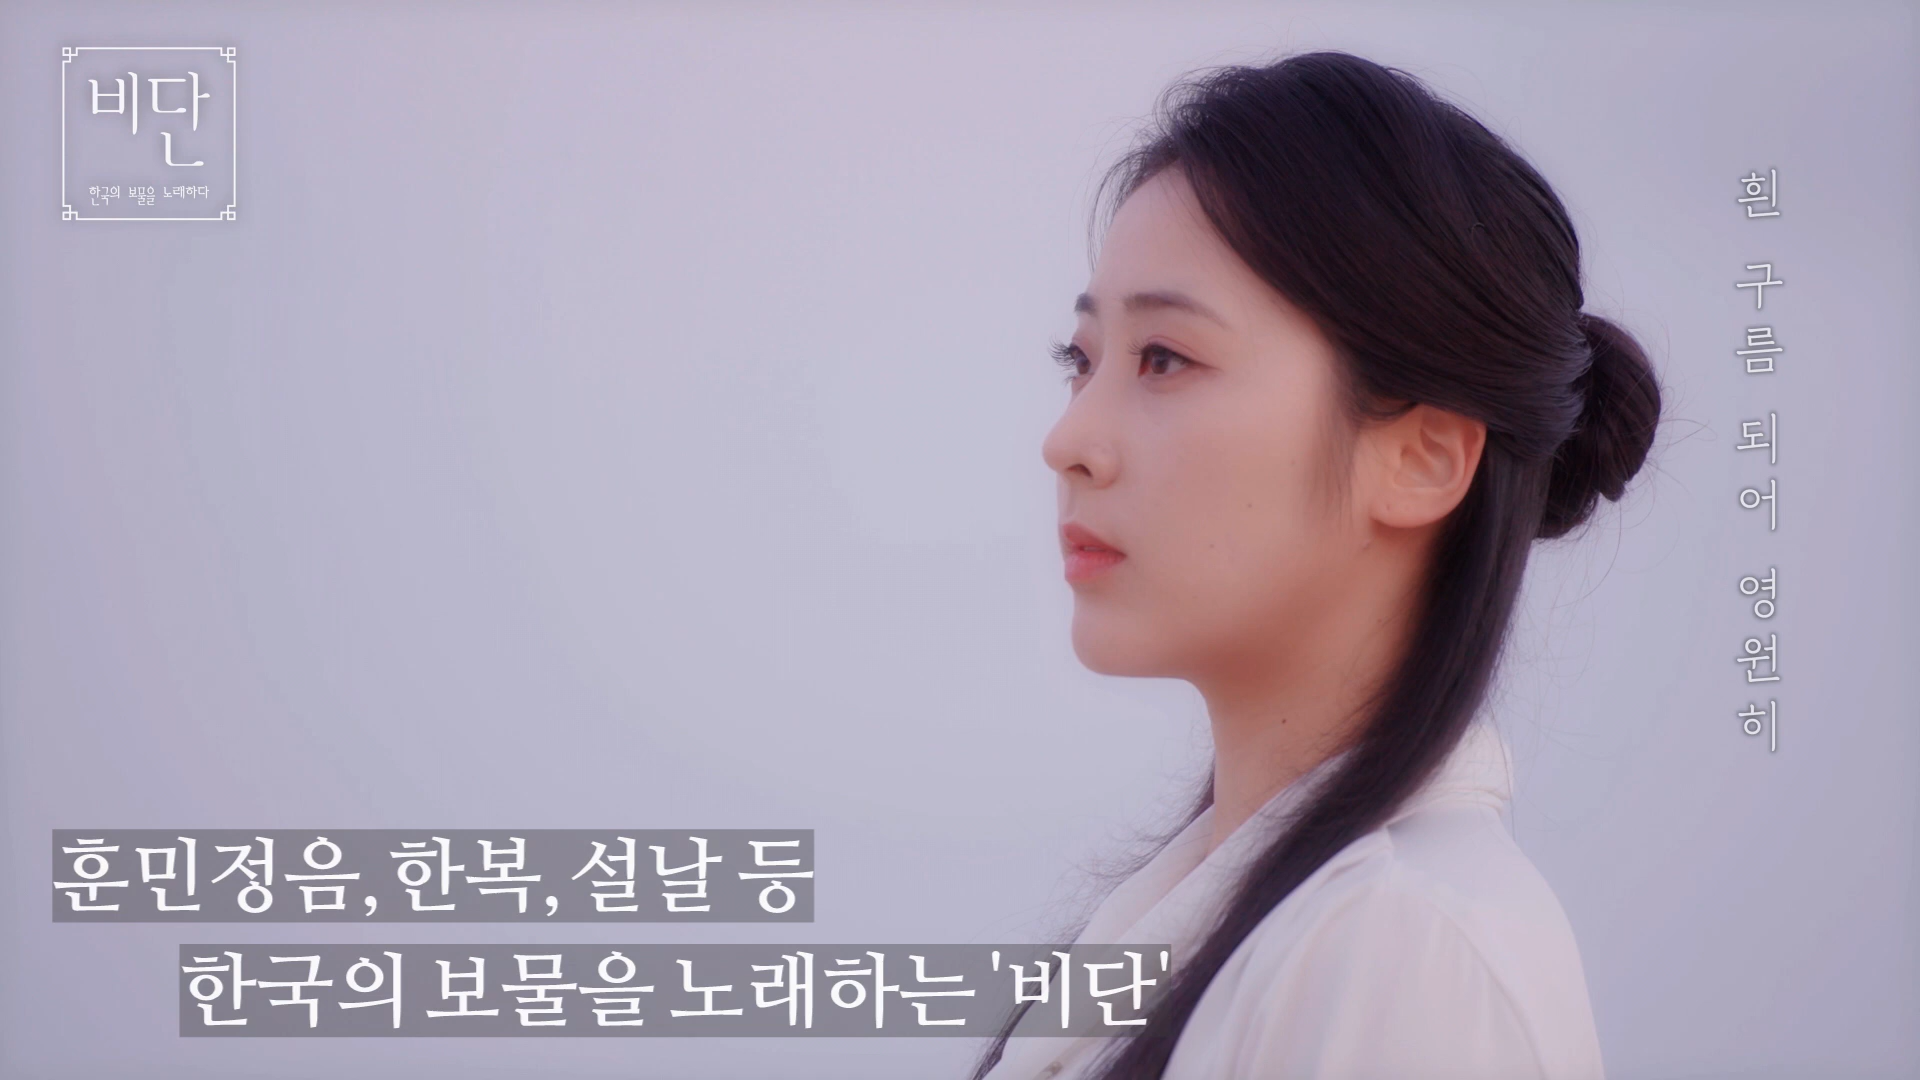 비단
한국의 보물을 노래하다
흰 구름 되어 영원히
훈민정음, 한복, 설날 등
한국의 보물을 노래하는 '비단'